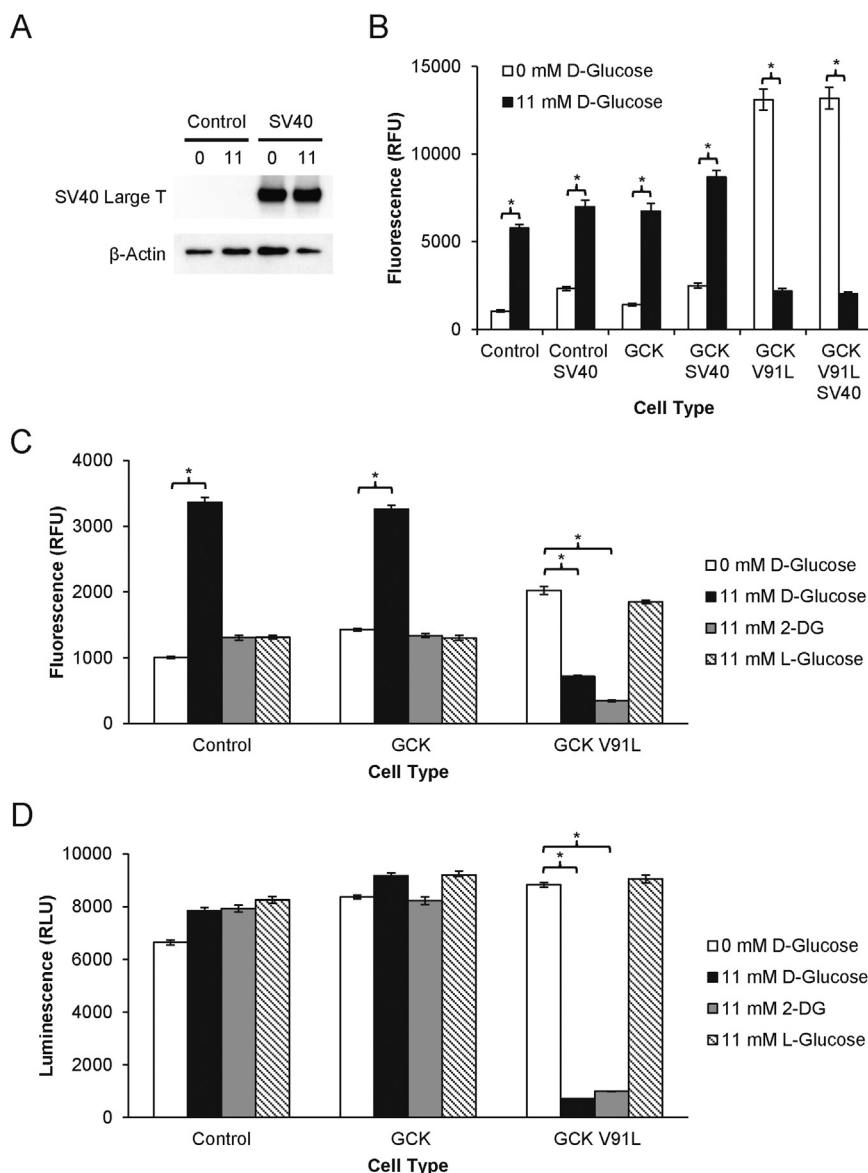 A
Control SV40
0 11 0 11
SV40 Large T
β-Actin
B
0 mM D-Glucose
11 mM D-Glucose
Fluorescence (RFU)
15000
10000
5000
0
* * * * * *
Control
Control SV40
GCK
GCK SV40
GCK V91L
GCK V91L SV40
Cell Type
C
Fluorescence (RFU)
4000
3000
2000
1000
0
* * * *
Control GCK GCK V91L
Cell Type
0 mM D-Glucose
11 mM D-Glucose
11 mM 2-DG
11 mM L-Glucose
D
Luminescence (RLU)
10000
8000
6000
4000
2000
0
* *
Control GCK GCK V91L
Cell Type
0 mM D-Glucose
11 mM D-Glucose
11 mM 2-DG
11 mM L-Glucose